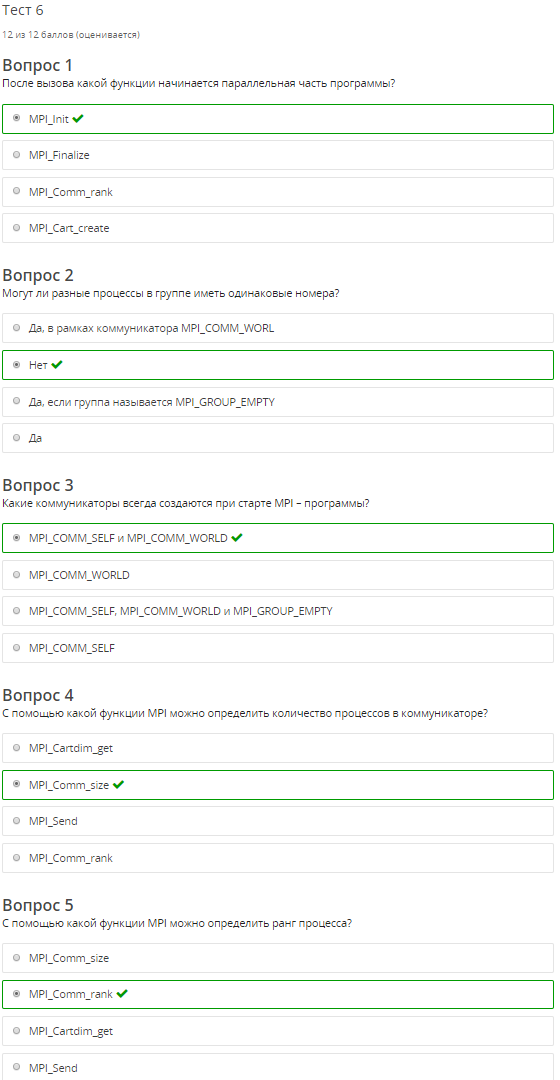 Тест 6
12 из 12 баллов (оценивается)
Вопрос 1
После вызова какой функции начинается параллельная часть программы?
MPI_Init
MPI_Finalize
MPI_Comm_rank
MPI_Cart_create
Вопрос 2
Могут ли разные процессы в группе иметь одинаковые номера?
Да, в рамках коммуникатора MPI_COMM_WORL
Нет
Да, если группа называется MPI_GROUP_EMPTY
Да
Вопрос 3
Какие коммуникаторы всегда создаются при старте MPI – программы?
MPI_COMM_SELF и MPI_COMM_WORLD
MPI_COMM_WORLD
MPI_COMM_SELF, MPI_COMM_WORLD и MPI_GROUP_EMPTY
MPI_COMM_SELF
Вопрос 4
С помощью какой функции MPI можно определить количество процессов в коммуникаторе?
MPI_Cartdim_get
MPI_Comm_size
MPI_Send
MPI_Comm_rank
Вопрос 5
С помощью какой функции MPI можно определить ранг процесса?
MPI_Comm_size
MPI_Comm_rank
MPI_Cartdim_get
MPI_Send